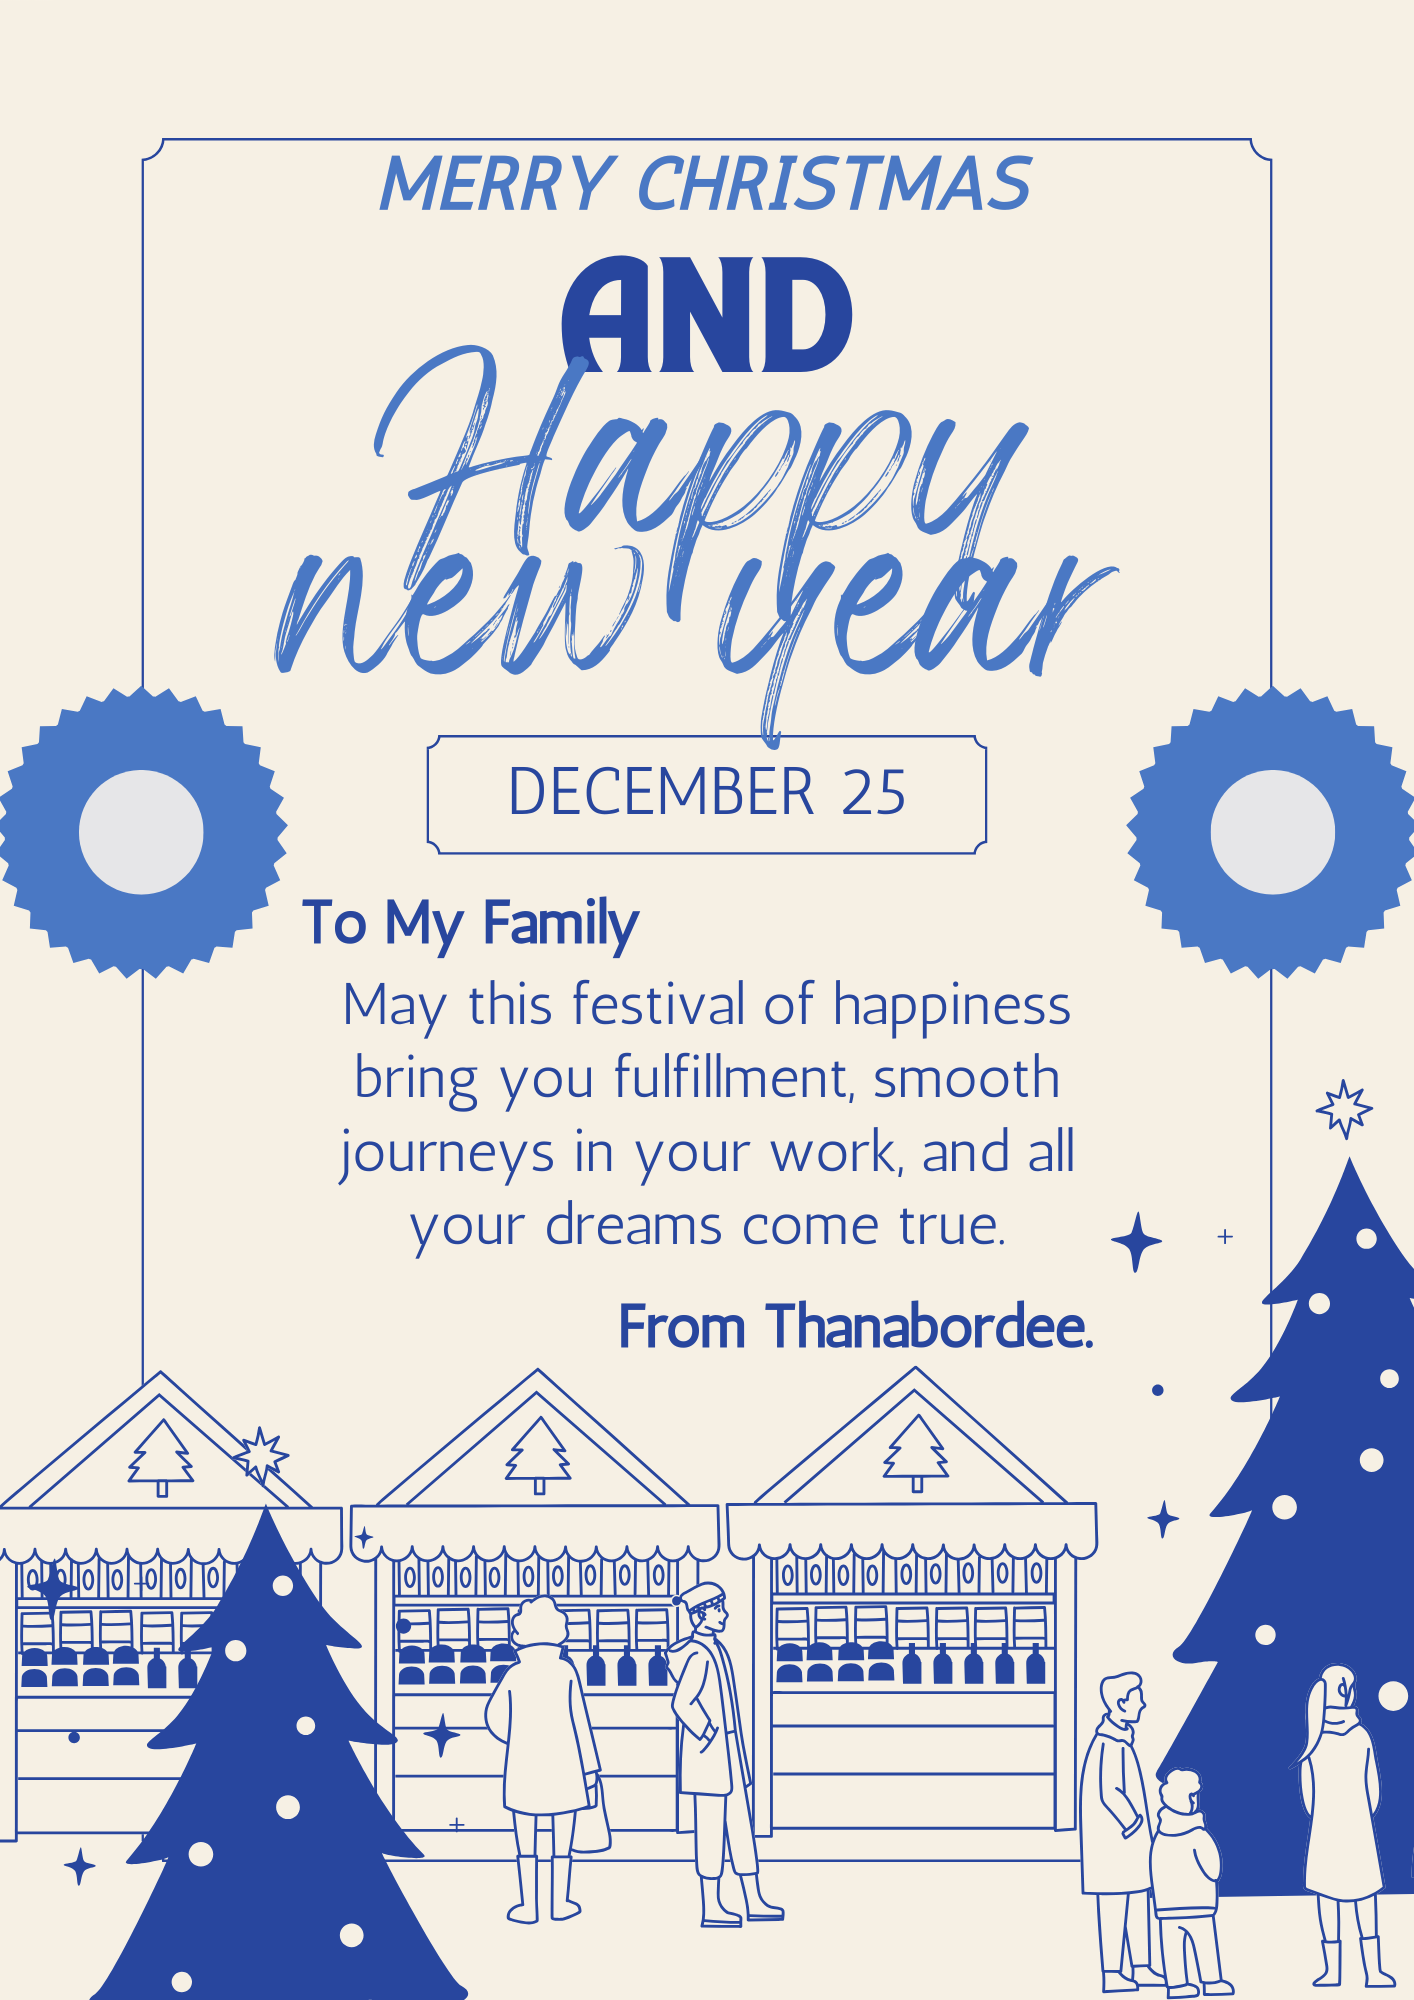 MERRY CHRISTMAS
AND
Happy
new year
DECEMBER 25
To My Family
May this festival of happiness
bring you fulfillment, smooth
journeys in your work, and all
your dreams come true.
From Thanabordee.